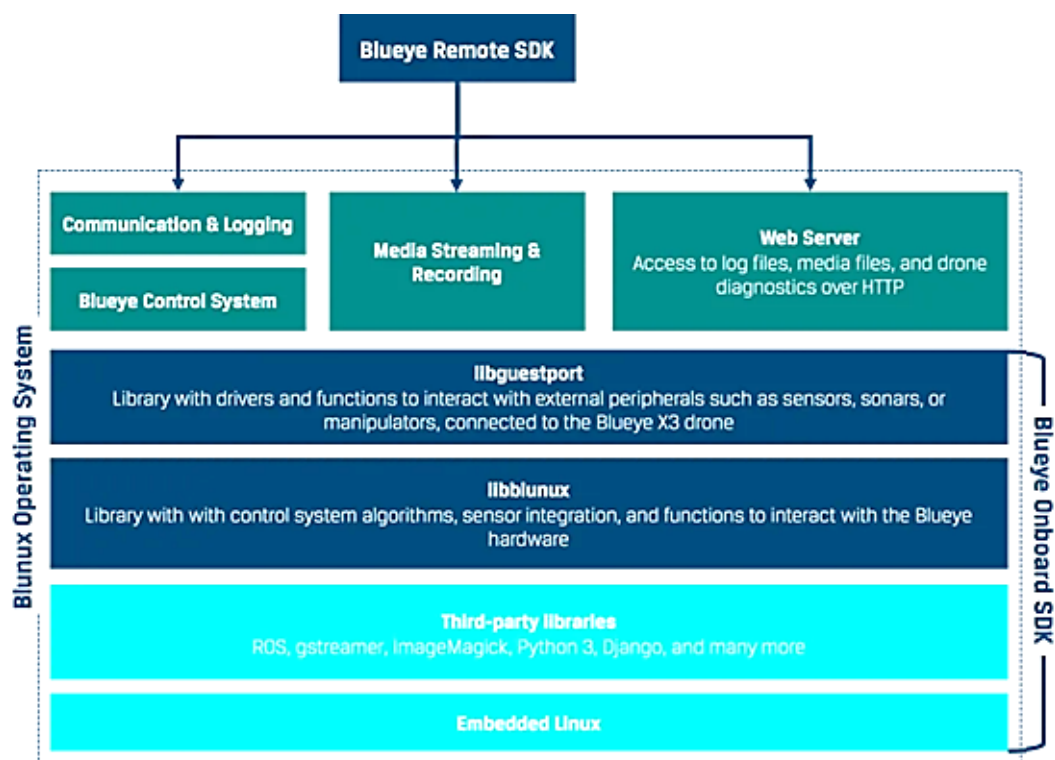 Blueye Remote SDK
Communication & Logging
Blueye Control System
Media Streaming &
Recording
Web Server
Access to log files, media files, and drone
diagnostics over HTTP
Blunux Operating System
libguestport
Library with drivers and functions to interact with external peripherals such as sensors, sonars, or
manipulators, connected to the Blueye X3 drone
libblunux
Library with with control system algorithms, sensor integration, and functions to interact with the Blueye
hardware
Third-party libraries
ROS, gstreamer, ImageMagick, Python 3, Django, and many more
Embedded Linux
Blueye Onboard SDK